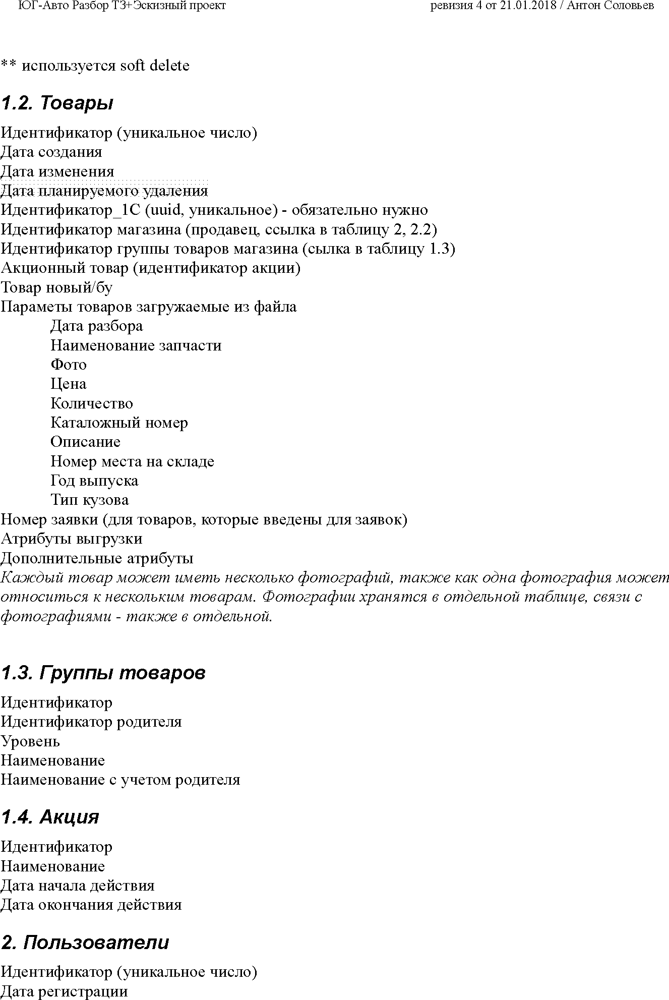 ЮГ-Авто Разбор ТЗ+Эскизный проект ревизия 4 от 21.01.2018 / Антон Соловьев
** используется soft delete
1.2. Товары
Идентификатор (уникальное число)
Дата создания
Дата изменения
Дата планируемого удаления
Идентификатор_1С (uuid, уникальное) - обязательно нужно
Идентификатор магазина (продавец, ссылка в таблицу 2, 2.2)
Идентификатор группы товаров магазина (сылка в таблицу 1.3)
Акционный товар (идентификатор акции)
Товар новый/бу
Параметы товаров загружаемые из файла
Дата разбора
Наименование запчасти
Фото
Цена
Количество
Каталожный номер
Описание
Номер места на складе
Год выпуска
Тип кузова
Номер заявки (для товаров, которые введены для заявок)
Атрибуты выгрузки
Дополнительные атрибуты
Каждый товар может иметь несколько фотографий, также как одна фотография может
относиться к нескольким товарам. Фотографии хранятся в отдельной таблице, связи с
фотографиями - также в отдельной.
1.3. Группы товаров
Идентификатор
Идентификатор родителя
Уровень
Наименование
Наименование с учетом родителя
1.4. Акция
Идентификатор
Наименование
Дата начала действия
Дата окончания действия
2. Пользователи
Идентификатор (уникальное число)
Дата регистрации